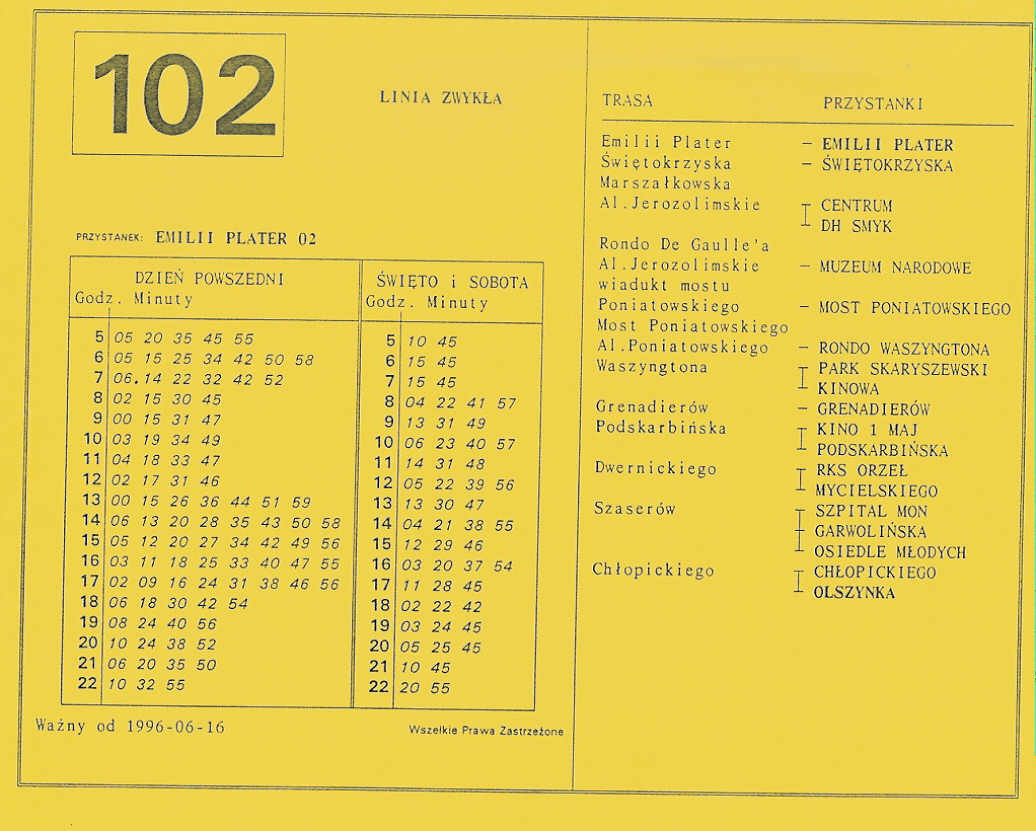 102
LINIA ZWYKŁA
PRZYSTANEK: EMILII PLATER 02
DZIEŃ POWSZEDNI
Godz. Minuty
5 05 20 35 45 55
6 05 15 25 34 42 50 58
7 06.14 22 32 42 52
8 02 15 30 45
9 00 15 31 47
10 03 19 34 49
11 04 18 33 47
12 02 17 31 46
13 00 15 26 36 44 51 59
14 06 13 20 28 35 43 50 58
15 05 12 20 27 34 42 49 56
16 03 11 18 25 33 40 47 55
17 02 09 16 24 31 38 46 56
18 06 18 30 42 54
19 08 24 40 56
20 10 24 38 52
21 06 20 35 50
22 10 32 55
ŚWIĘTO i SOBOTA
Godz. Minuty
5 10 45
6 15 45
7 15 45
8 04 22 41 57
9 13 31 49
10 06 23 40 57
11 14 31 48
12 05 22 39 56
13 13 30 47
14 04 21 38 55
15 12 29 46
16 03 20 37 54
17 11 28 45
18 02 22 42
19 03 24 45
20 05 25 45
21 10 45
22 20 55
Ważny od 1996-06-16
Wszelkie Prawa Zastrzeżone
TRASA PRZYSTANKI
Emilii Plater – EMILII PLATER
Świętokrzyska – ŚWIĘTOKRZYSKA
Marszałkowska
Al.Jerozolimskie CENTRUM
DH SMYK
Rondo De Gaulle'a
Al.Jerozolimskie – MUZEUM NARODOWE
wiadukt mostu
Poniatowskiego – MOST PONIATOWSKIEGO
Most Poniatowskiego
Al.Poniatowskiego – RONDO WASZYNGTONA
Waszyngtona PARK SKARYSZEWSKI
KINOWA
Grenadierów – GRENADIERÓW
Podskarbińska KINO 1 MAJ
PODSKARBIŃSKA
Dwernickiego RKS ORZEŁ
MYCIELSKIEGO
Szaserów SZPITAL MON
GARWOLIŃSKA
OSIEDLE MŁODYCH
Chłopickiego CHŁOPICKIEGO
OLSZYNKA